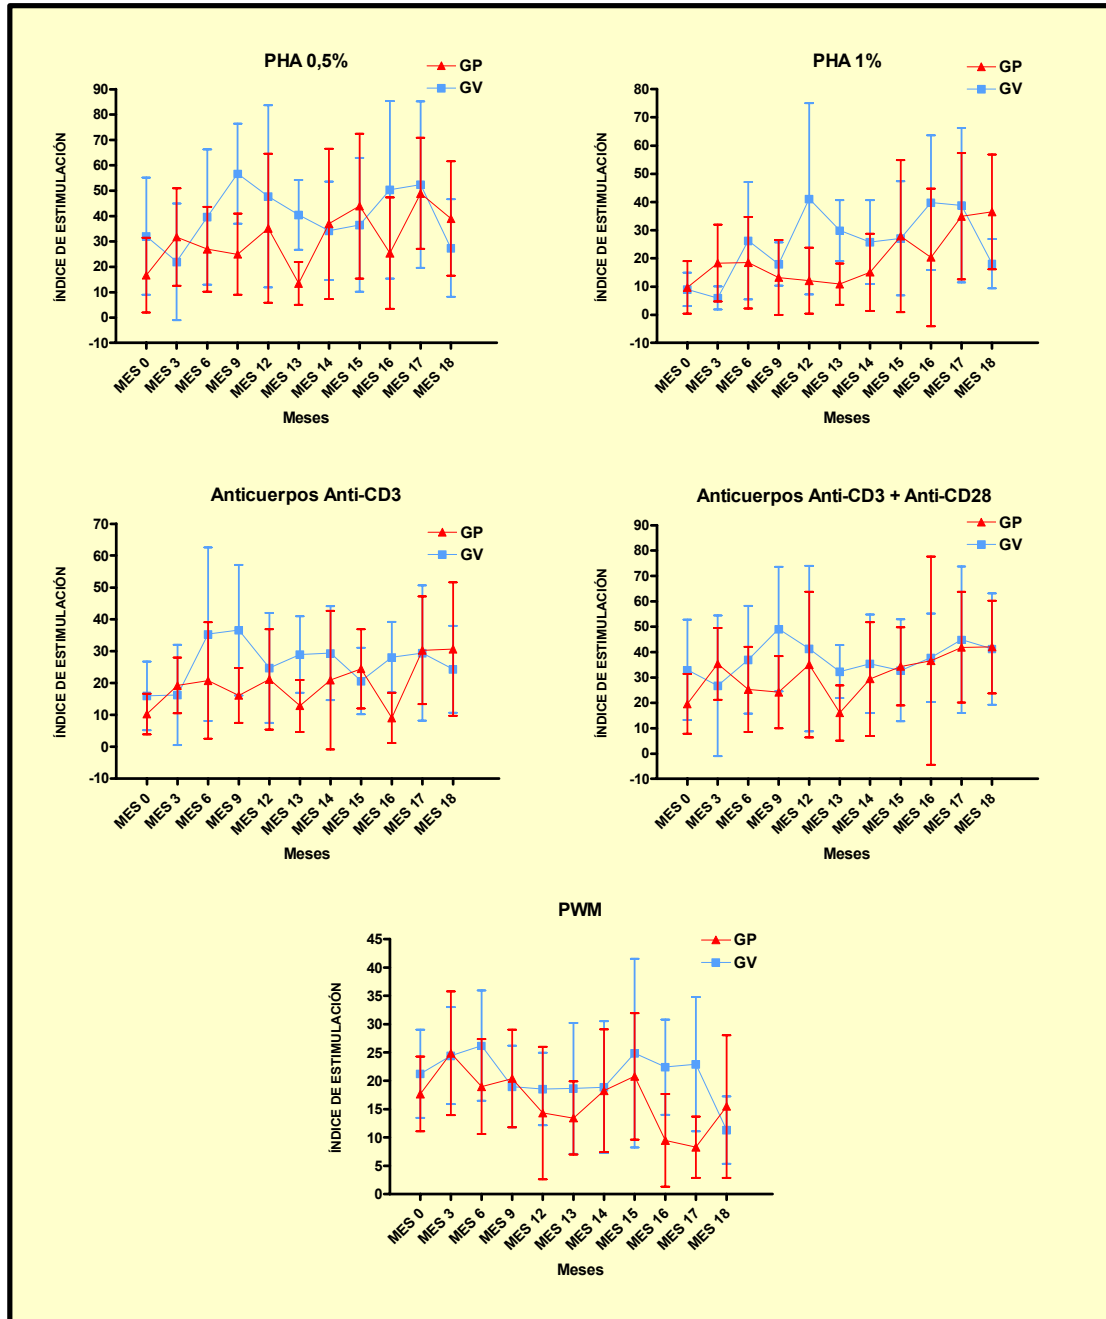 PHA 0,5%
GP
GV
ÍNDICE DE ESTIMULACIÓN
90
80
70
60
50
40
30
20
10
0
-10
MES 0
MES 3
MES 6
MES 9
MES 12
MES 13
MES 14
MES 15
MES 16
MES 17
MES 18
Meses
PHA 1%
GP
GV
ÍNDICE DE ESTIMULACIÓN
80
70
60
50
40
30
20
10
0
-10
MES 0
MES 3
MES 6
MES 9
MES 12
MES 13
MES 14
MES 15
MES 16
MES 17
MES 18
Meses
Anticuerpos Anti-CD3
GP
GV
ÍNDICE DE ESTIMULACIÓN
70
60
50
40
30
20
10
0
-10
MES 0
MES 3
MES 6
MES 9
MES 12
MES 13
MES 14
MES 15
MES 16
MES 17
MES 18
Meses
Anticuerpos Anti-CD3 + Anti-CD28
GP
GV
ÍNDICE DE ESTIMULACIÓN
90
80
70
60
50
40
30
20
10
0
-10
MES 0
MES 3
MES 6
MES 9
MES 12
MES 13
MES 14
MES 15
MES 16
MES 17
MES 18
Meses
PWM
GP
GV
ÍNDICE DE ESTIMULACIÓN
45
40
35
30
25
20
15
10
5
0
MES 0
MES 3
MES 6
MES 9
MES 12
MES 13
MES 14
MES 15
MES 16
MES 17
MES 18
Meses